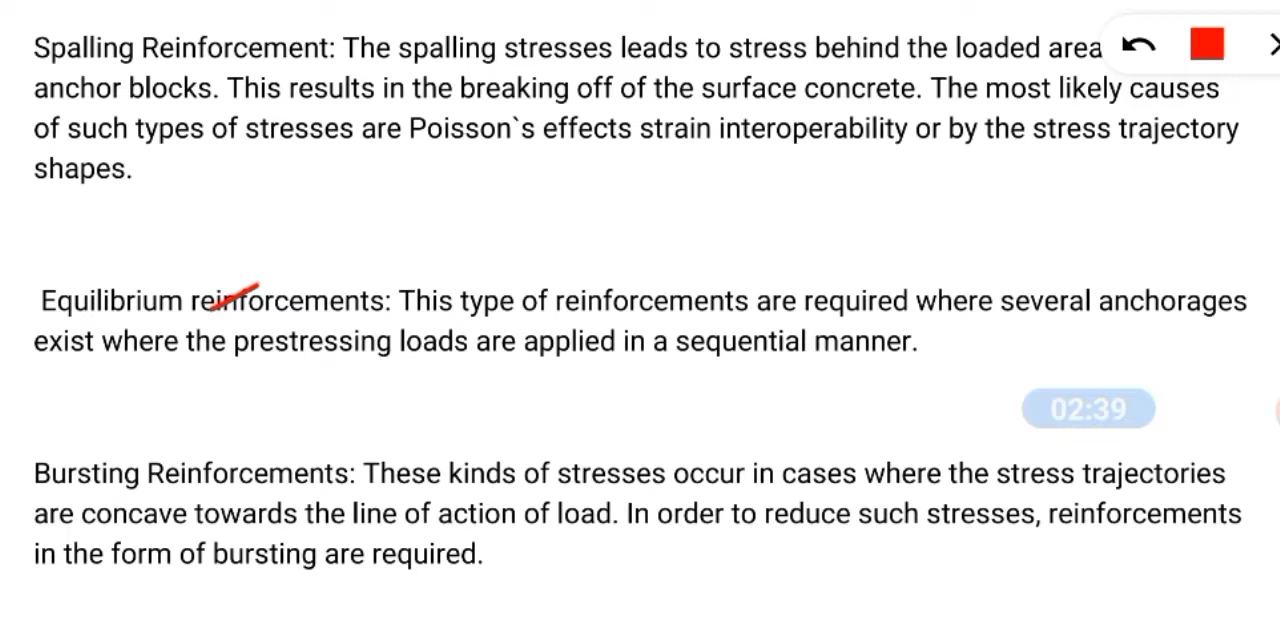 Spalling Reinforcement: The spalling stresses leads to stress behind the loaded area
anchor blocks. This results in the breaking off of the surface concrete. The most likely causes
of such types of stresses are Poisson`s effects strain interoperability or by the stress trajectory
shapes.
Equilibrium reinforcements: This type of reinforcements are required where several anchorages
exist where the prestressing loads are applied in a sequential manner.
02:39
Bursting Reinforcements: These kinds of stresses occur in cases where the stress trajectories
are concave towards the line of action of load. In order to reduce such stresses, reinforcements
in the form of bursting are required.